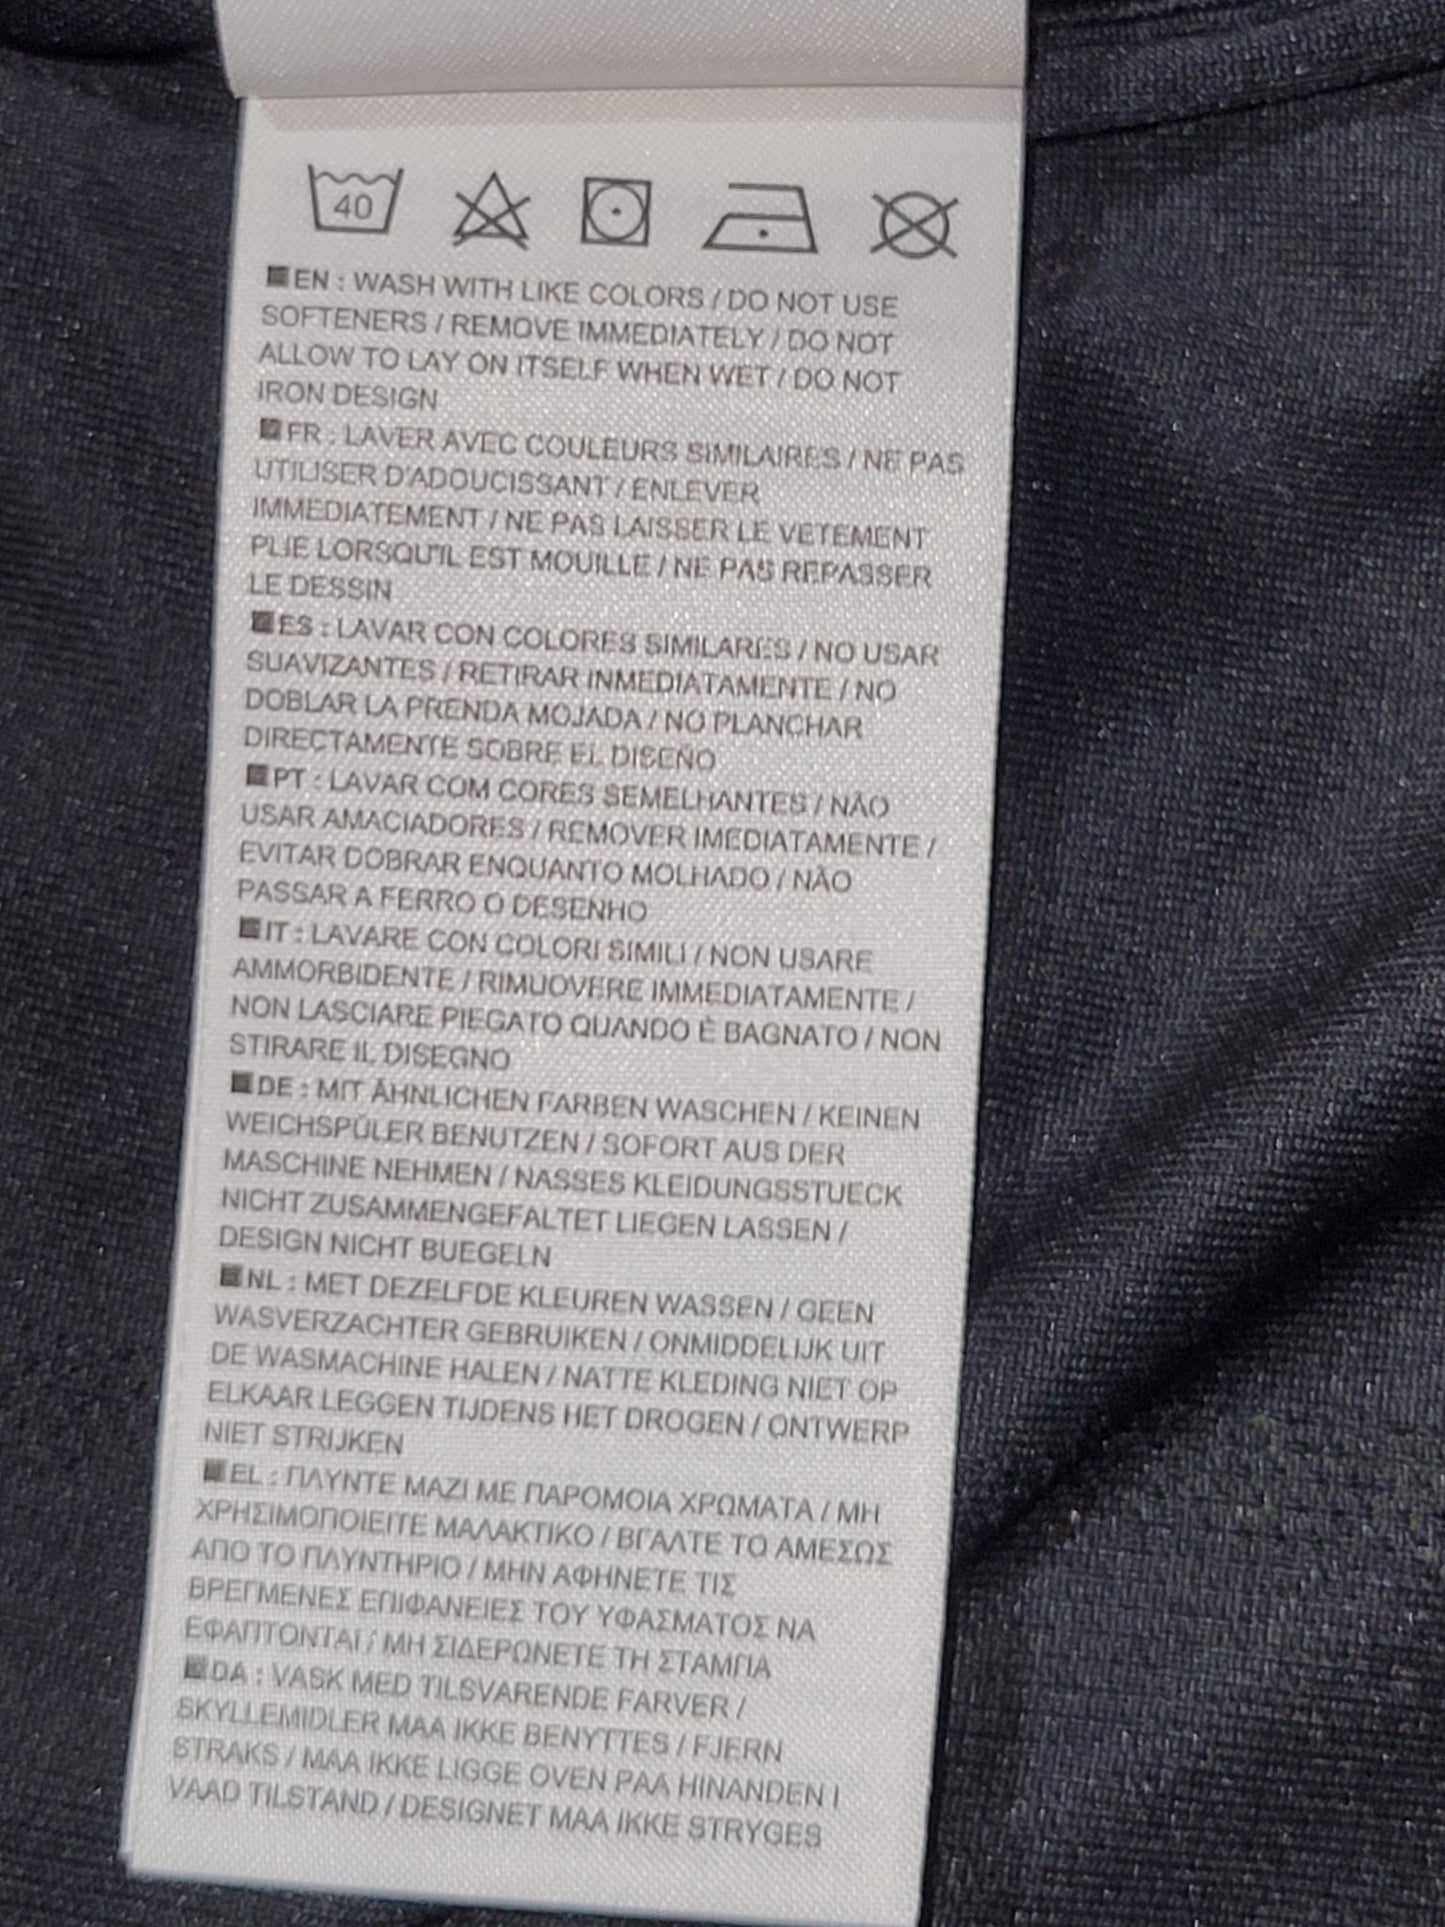 40
EN : WASH WITH LIKE COLORS / DO NOT USE
SOFTENERS / REMOVE IMMEDIATELY / DO NOT
ALLOW TO LAY ON ITSELF WHEN WET / DO NOT
IRON DESIGN
FR : LAVER AVEC COULEURS SIMILAIRES / NE PAS
UTILISER D'ADOUCISSANT / ENLEVER
IMMEDIATEMENT / NE PAS LAISSER LE VETEMENT
PLIE LORSQU'IL EST MOUILLE / NE PAS REPASSER
LE DESSIN
ES : LAVAR CON COLORES SIMILARES / NO USAR
SUAVIZANTES / RETIRAR INMEDIATAMENTE / NO
DOBLAR LA PRENDA MOJADA / NO PLANCHAR
DIRECTAMENTE SOBRE EL DISEÑO
PT : LAVAR COM CORES SEMELHANTES / NÃO
USAR AMACIADORES / REMOVER IMEDIATAMENTE /
EVITAR DOBRAR ENQUANTO MOLHADO / NÃO
PASSAR A FERRO O DESENHO
IT : LAVARE CON COLORI SIMILI / NON USARE
AMMORBIDENTE / RIMUOVERE IMMEDIATAMENTE /
NON LASCIARE PIEGATO QUANDO È BAGNATO / NON
STIRARE IL DISEGNO
DE : MIT ÄHNLICHEN FARBEN WASCHEN / KEINEN
WEICHSPÜLER BENUTZEN / SOFORT AUS DER
MASCHINE NEHMEN / NASSES KLEIDUNGSSTUECK
NICHT ZUSAMMENGEFALTET LIEGEN LASSEN /
DESIGN NICHT BUEGELN
NL : MET DEZELFDE KLEUREN WASSEN / GEEN
WASVERZACHTER GEBRUIKEN / ONMIDDELIJK UIT
DE WASMACHINE HALEN / NATTE KLEDING NIET OP
ELKAAR LEGGEN TIJDENS HET DROGEN / ONTWERP
NIET STRIJKEN
EL : ΠΛΥΝΤΕ ΜΑΖΙ ΜΕ ΠΑΡΟΜΟΙΑ ΧΡΩΜΑΤΑ / ΜΗ
ΧΡΗΣΙΜΟΠΟΙΕΙΤΕ ΜΑΛΑΚΤΙΚΟ / ΒΓΑΛΤΕ ΤΟ ΑΜΕΣΩΣ
ΑΠΟ ΤΟ ΠΛΥΝΤΗΡΙΟ / ΜΗΝ ΑΦΗΝΕΤΕ ΤΙΣ
ΒΡΕΓΜΕΝΕΣ ΕΠΙΦΑΝΕΙΕΣ ΤΟΥ ΥΦΑΣΜΑΤΟΣ ΝΑ
ΕΦΑΠΤΟΝΤΑΙ / ΜΗ ΣΙΔΕΡΩΝΕΤΕ ΤΗ ΣΤΑΜΠΑ
DA : VASK MED TILSVARENDE FARVER /
SKYLLEMIDLER MAA IKKE BENYTTES / FJERN
STRAKS / MAA IKKE LIGGE OVEN PAA HINANDEN I
VAAD TILSTAND / DESIGNET MAA IKKE STRYGES